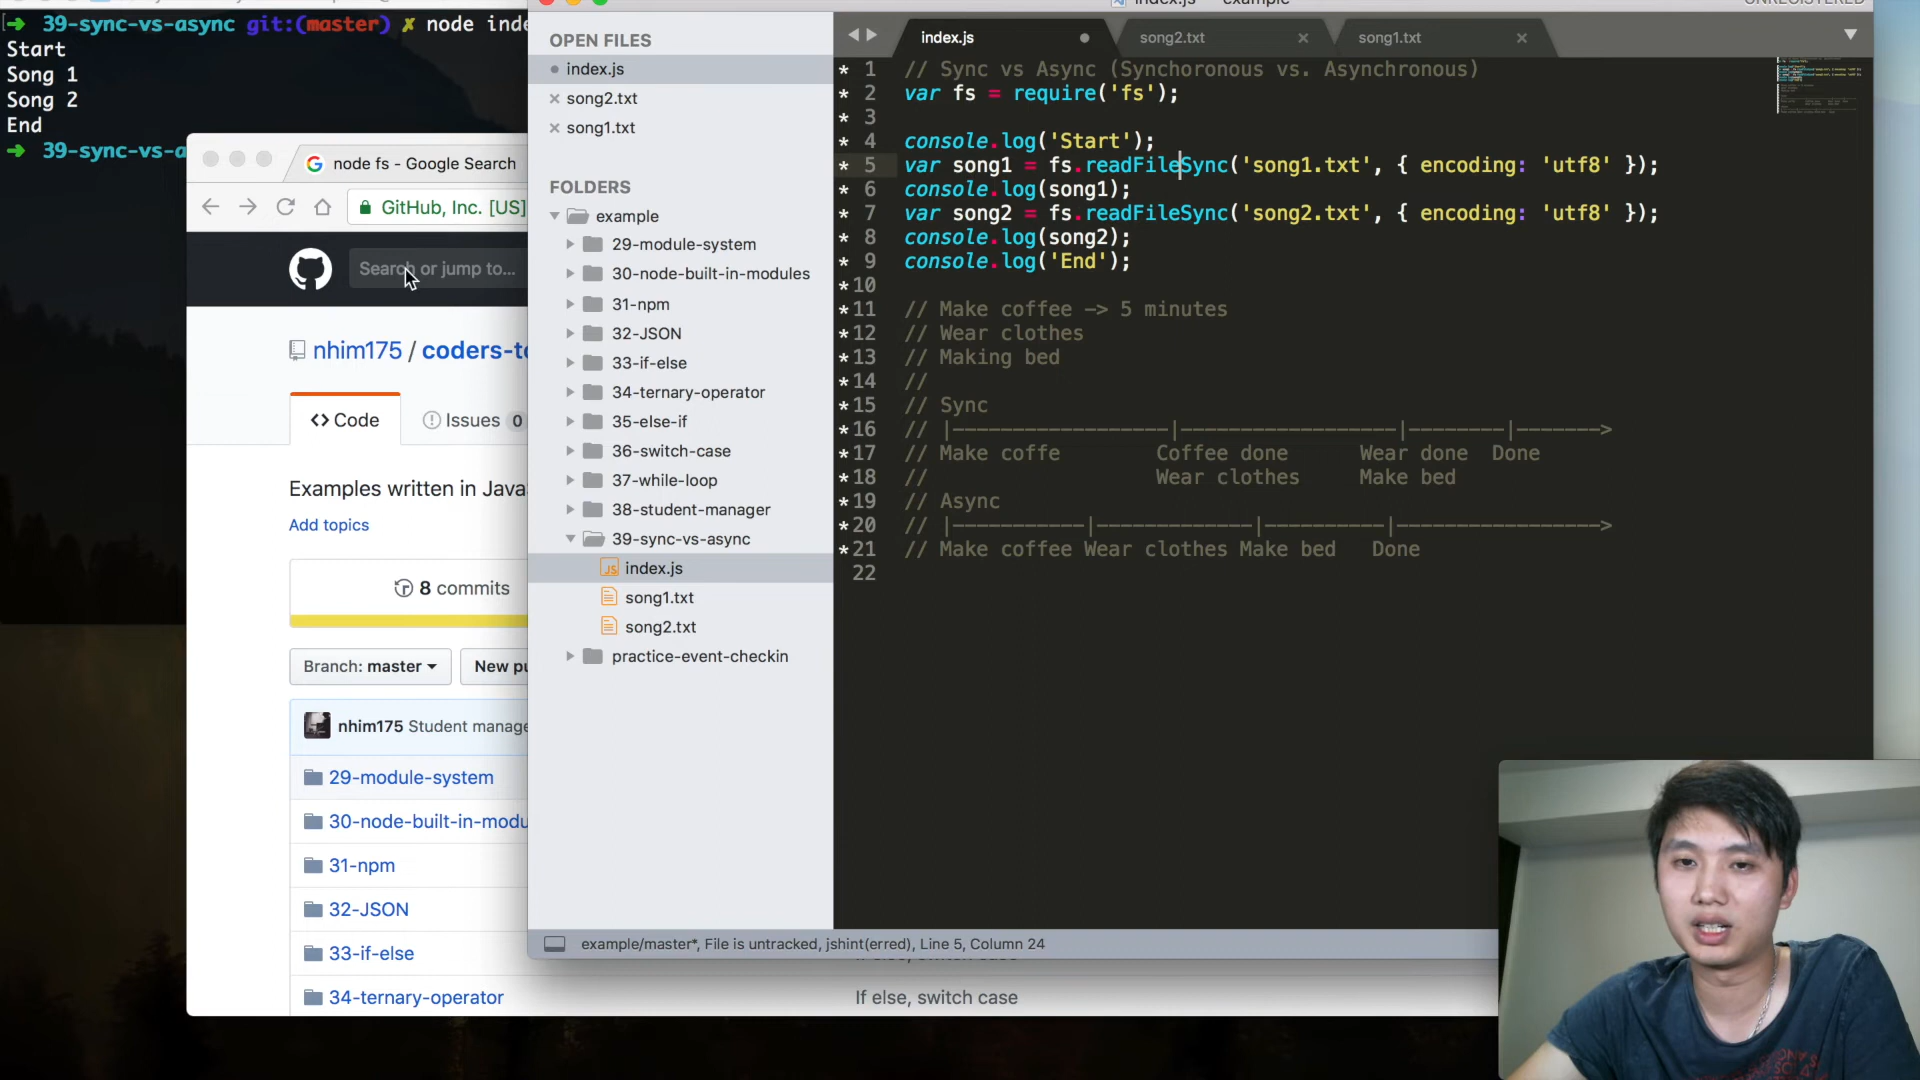 ➜ 39-sync-vs-async git:(master) ✗ node inde
Start
Song 1
Song 2
End
➜ 39-sync-vs-a
node fs - Google Search
GitHub, Inc. [US]
Search or jump to...
nhim175 / coders-to
<> Code
Issues 0
Examples written in Java
Add topics
8 commits
Branch: master
New pu
nhim175 Student manage
29-module-system
30-node-built-in-modu
31-npm
32-JSON
33-if-else
34-ternary-operator
If else, switch case
index.js — example
UNREGISTERED
OPEN FILES
index.js
song2.txt
song1.txt
FOLDERS
example
29-module-system
30-node-built-in-modules
31-npm
32-JSON
33-if-else
34-ternary-operator
35-else-if
36-switch-case
37-while-loop
38-student-manager
39-sync-vs-async
index.js
song1.txt
song2.txt
practice-event-checkin
index.js
song2.txt
song1.txt
* 1 // Sync vs Async (Synchoronous vs. Asynchronous)
* 2 var fs = require('fs');
* 3
* 4 console.log('Start');
* 5 var song1 = fs.readFileSync('song1.txt', { encoding: 'utf8' });
* 6 console.log(song1);
* 7 var song2 = fs.readFileSync('song2.txt', { encoding: 'utf8' });
* 8 console.log(song2);
* 9 console.log('End');
*10
*11 // Make coffee -> 5 minutes
*12 // Wear clothes
*13 // Making bed
*14 //
*15 // Sync
*16 // |------------------|------------------|--------|------->
*17 // Make coffe        Coffee done      Wear done  Done
*18 //                   Wear clothes     Make bed
*19 // Async
*20 // |-----------|-------------|----------|----------------->
*21 // Make coffee Wear clothes Make bed   Done
22
example/master*, File is untracked, jshint(erred), Line 5, Column 24